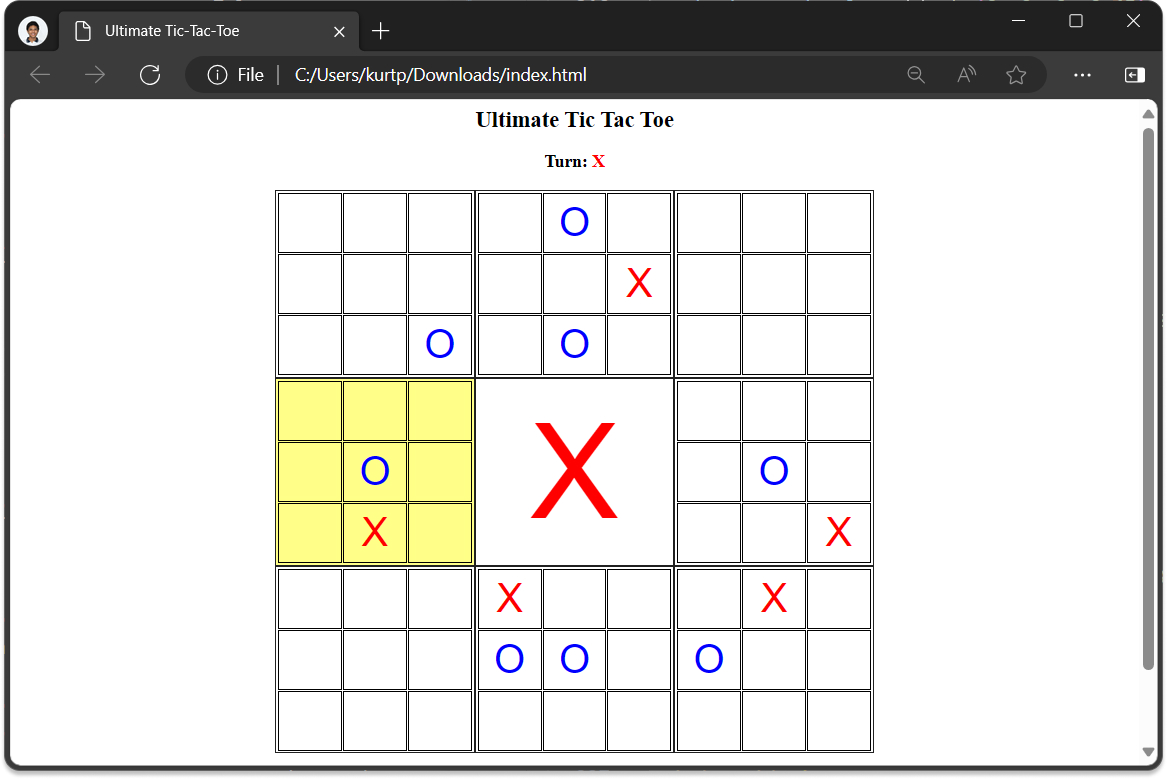 Ultimate Tic-Tac-Toe
File | C:/Users/kurtp/Downloads/index.html
Ultimate Tic Tac Toe
Turn: X
O
X
O O
O X O
X X
X X
O O O